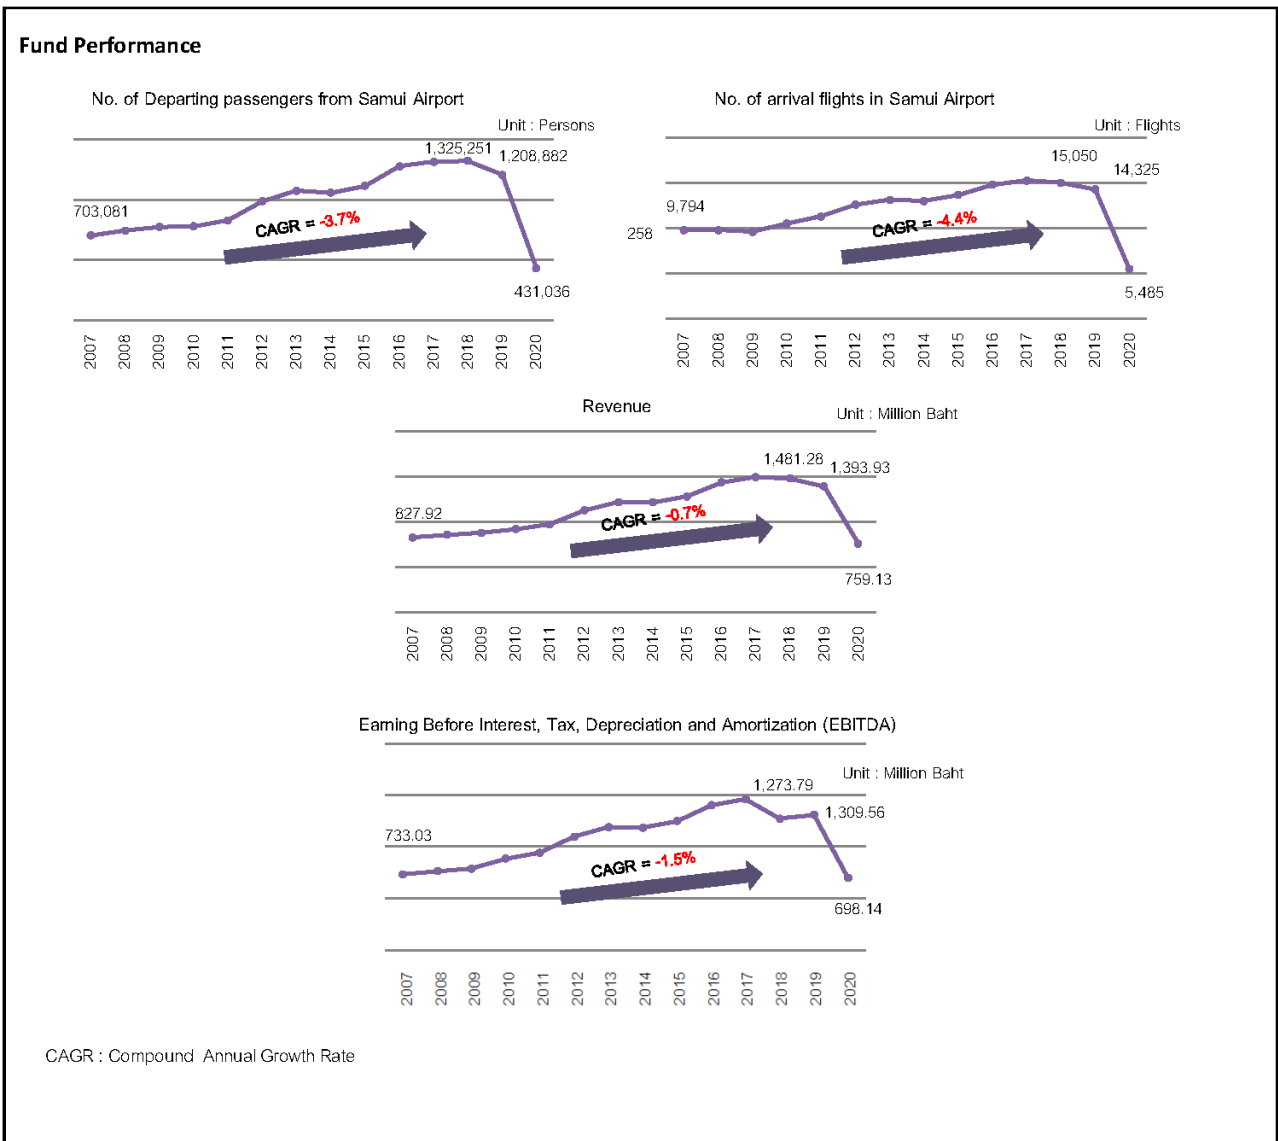 Fund Performance
No. of Departing passengers from Samui Airport
Unit : Persons
1,325,251
1,208,882
703,081
CAGR = -3.7%
431,036
2007 2008 2009 2010 2011 2012 2013 2014 2015 2016 2017 2018 2019 2020
No. of arrival flights in Samui Airport
Unit : Flights
15,050
14,325
9,794
258
CAGR = -4.4%
5,485
2007 2008 2009 2010 2011 2012 2013 2014 2015 2016 2017 2018 2019 2020
Revenue
Unit : Million Baht
1,481.28
1,393.93
827.92
CAGR = -0.7%
759.13
2007 2008 2009 2010 2011 2012 2013 2014 2015 2016 2017 2018 2019 2020
Earning Before Interest, Tax, Depreciation and Amortization (EBITDA)
Unit : Million Baht
1,273.79
1,309.56
733.03
CAGR = -1.5%
698.14
2007 2008 2009 2010 2011 2012 2013 2014 2015 2016 2017 2018 2019 2020
CAGR : Compound Annual Growth Rate